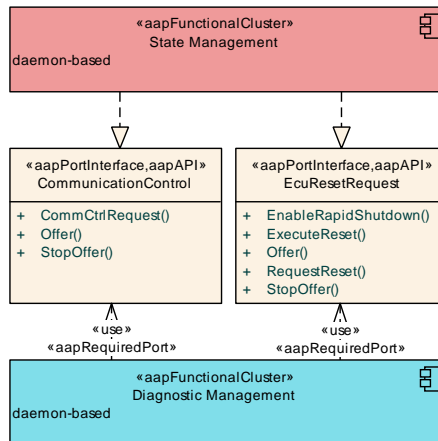 «aapFunctionalCluster»
State Management
daemon-based
«aapPortInterface,aapAPI»
CommunicationControl
+ CommCtrlRequest()
+ Offer()
+ StopOffer()
«aapPortInterface,aapAPI»
EcuResetRequest
+ EnableRapidShutdown()
+ ExecuteReset()
+ Offer()
+ RequestReset()
+ StopOffer()
«use»
«aapRequiredPort»
«use»
«aapRequiredPort»
«aapFunctionalCluster»
Diagnostic Management
daemon-based